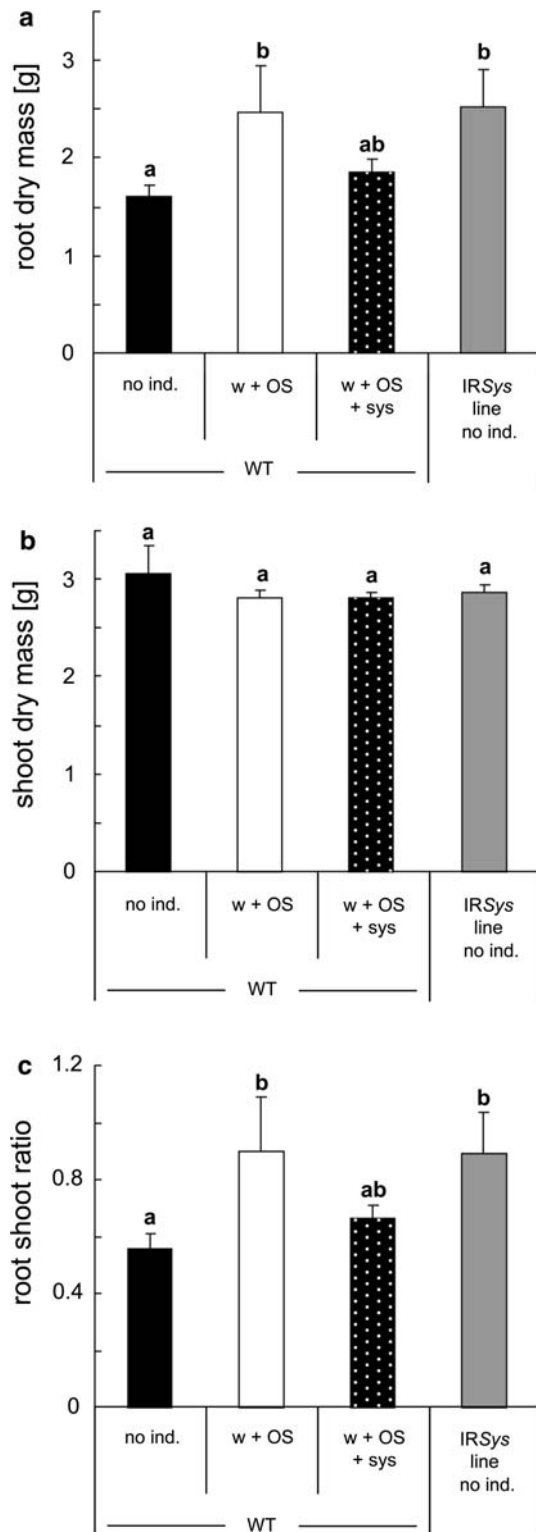 a
root dry mass [g]
3
2
1
0
a
b
ab
b
no ind.
w + OS
w + OS
+ sys
IRSys
line
no ind.
WT
b
shoot dry mass [g]
3
2
1
0
a
a
a
a
no ind.
w + OS
w + OS
+ sys
IRSys
line
no ind.
WT
c
root shoot ratio
1.2
0.8
0.4
0
a
b
ab
b
no ind.
w + OS
w + OS
+ sys
IRSys
line
no ind.
WT